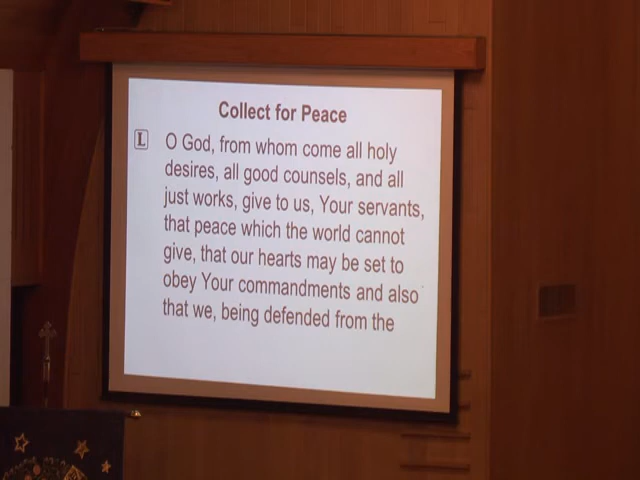 Collect for Peace
L O God, from whom come all holy
desires, all good counsels, and all
just works, give to us, Your servants,
that peace which the world cannot
give, that our hearts may be set to
obey Your commandments and also
that we, being defended from the